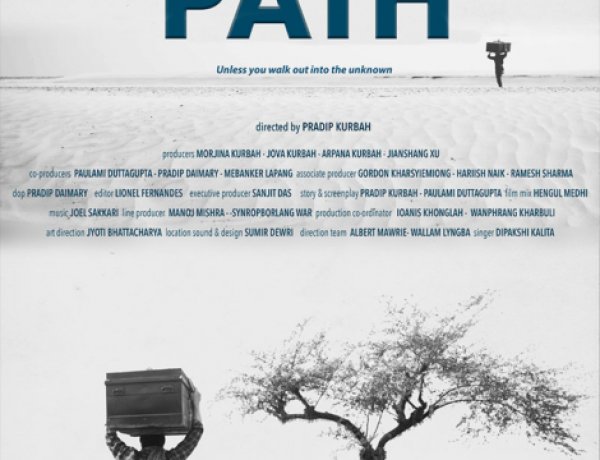 PATH
Unless you walk out into the unknown
directed by PRADIP KURBAH
producers MORJINA KURBAH - JOVA KURBAH - ARPANA KURBAH - JIANSHANG XU
co-producers PAULAMI DUTTAGUPTA - PRADIP DAIMARY - MEBANKER LAPANG associate producer GORDON KHARSYIEMIONG - HARIISH NAIK - RAMESH SHARMA
dop PRADIP DAIMARY editor LIONEL FERNANDES executive producer SANJIT DAS story & screenplay PRADIP KURBAH - PAULAMI DUTTAGUPTA film mix HENGUL MEDHI
music JOEL SAKKARI line producer MANOJ MISHRA --SYNROPBORLANG WAR production co-ordinator IOANIS KHONGLAH - WANPHRANG KHARBULI
art direction JYOTI BHATTACHARYA location sound & design SUMIR DEWRI direction team ALBERT MAWRIE- WALLAM LYNGBA singer DIPAKSHI KALITA